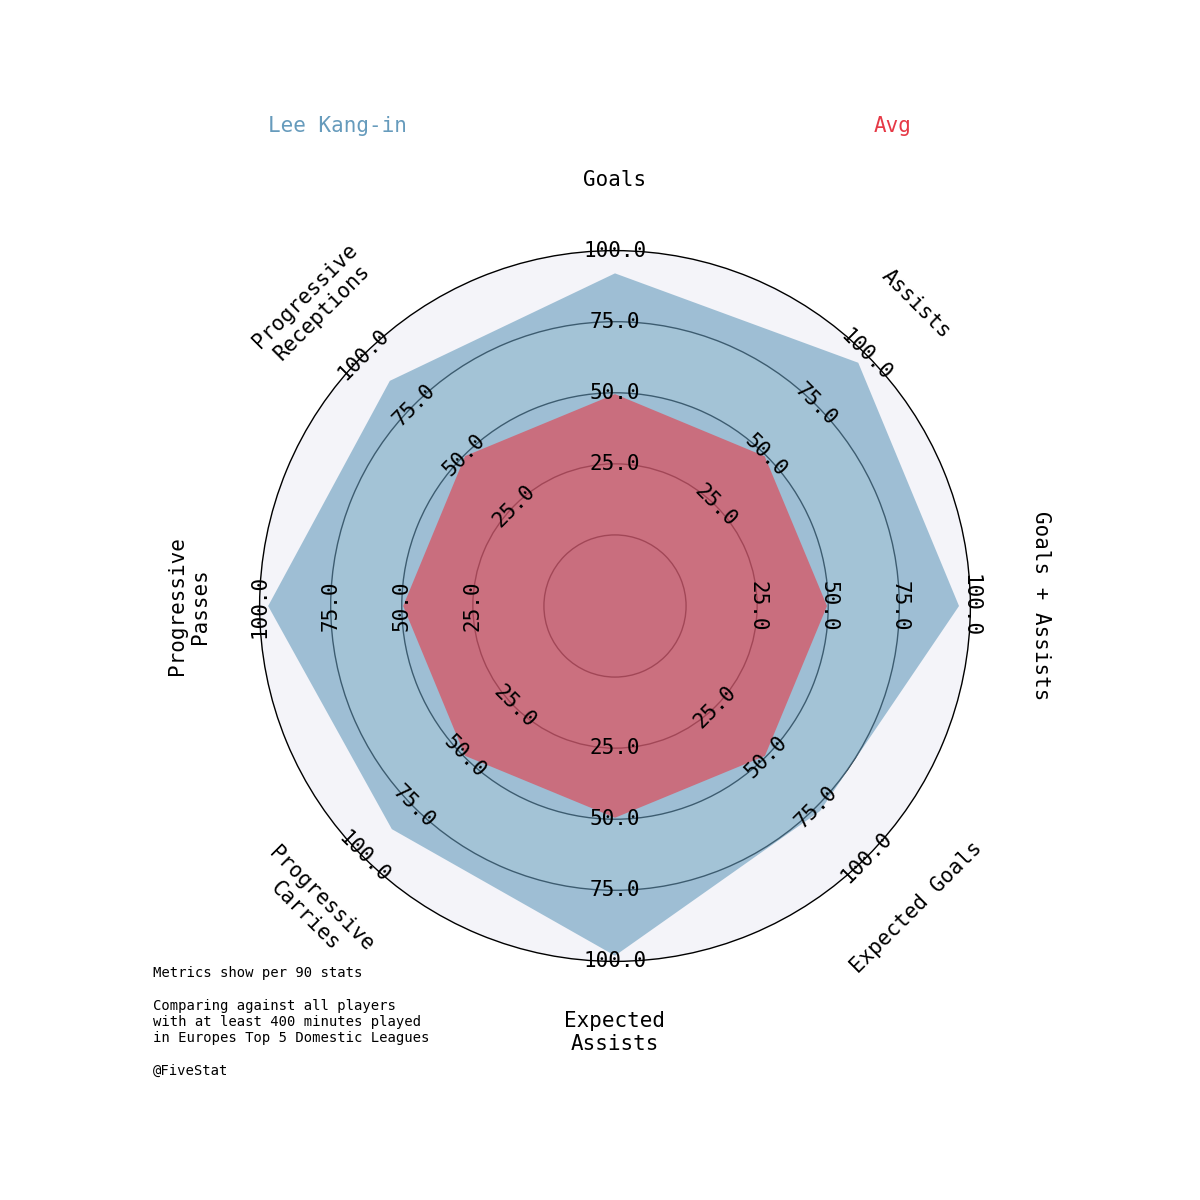 Lee Kang-in
Avg
Goals
Progressive
Receptions
Assists
100.0
75.0
50.0
25.0
100.0
75.0
50.0
25.0
100.0
75.0
50.0
25.0
Progressive
Passes
100.0
75.0
50.0
25.0
25.0
50.0
75.0
100.0
Goals + Assists
25.0
50.0
75.0
100.0
25.0
50.0
75.0
100.0
25.0
50.0
75.0
100.0
Progressive
Carries
Expected Goals
Expected
Assists
Metrics show per 90 stats
Comparing against all players
with at least 400 minutes played
in Europes Top 5 Domestic Leagues
@FiveStat